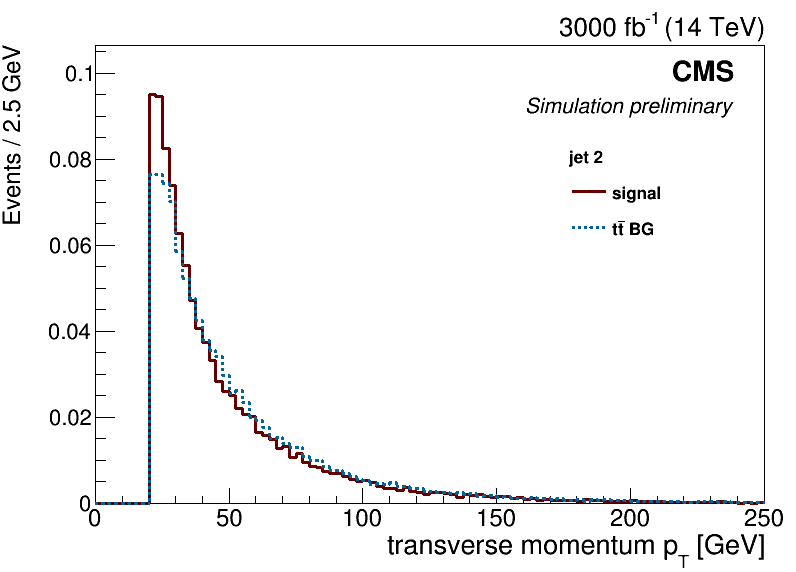 3000 fb⁻¹ (14 TeV)
Events / 2.5 GeV
CMS
Simulation preliminary
jet 2
signal
tt̄ BG
0.1
0.08
0.06
0.04
0.02
0
0 50 100 150 200 250
transverse momentum p_T [GeV]